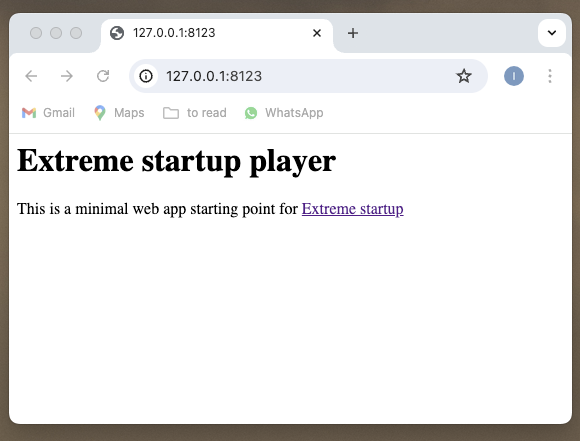 127.0.0.1:8123
127.0.0.1:8123
I
Gmail Maps to read WhatsApp
Extreme startup player
This is a minimal web app starting point for Extreme startup